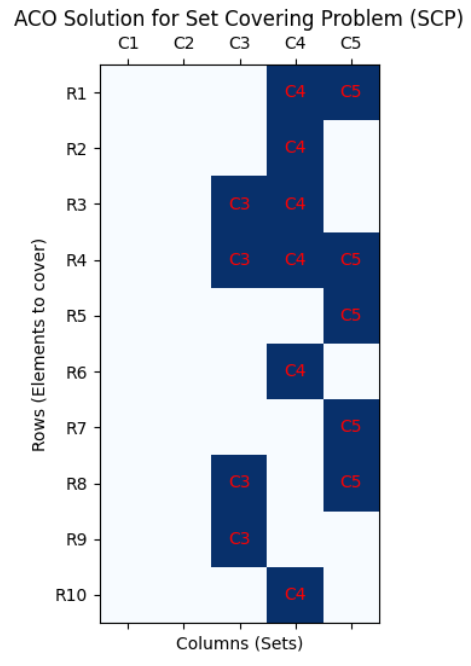 ACO Solution for Set Covering Problem (SCP)
C1 C2 C3 C4 C5
R1 C4 C5
R2 C4
R3 C3 C4
R4 C3 C4 C5
R5 C5
R6 C4
R7 C5
R8 C3 C5
R9 C3
R10 C4
Rows (Elements to cover)
Columns (Sets)